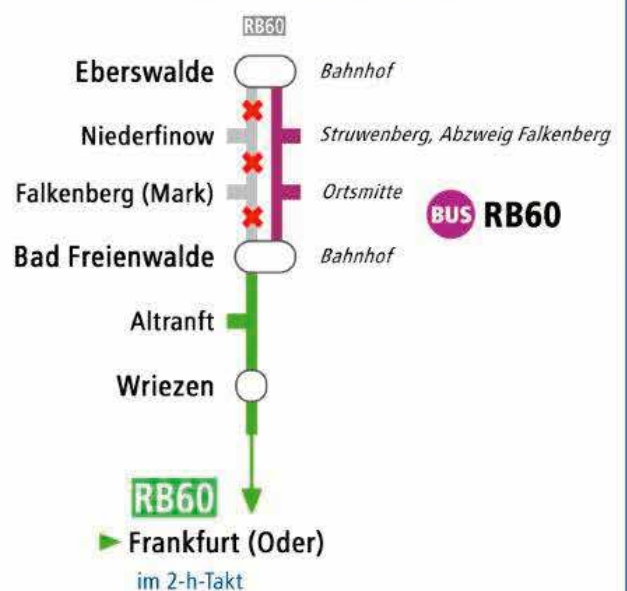 RB60
Eberswalde Bahnhof
Niederfinow Struwenberg, Abzweig Falkenberg
Falkenberg (Mark) Ortsmitte
BUS RB60
Bad Freienwalde Bahnhof
Altranft
Wriezen
RB60
Frankfurt (Oder)
im 2-h-Takt